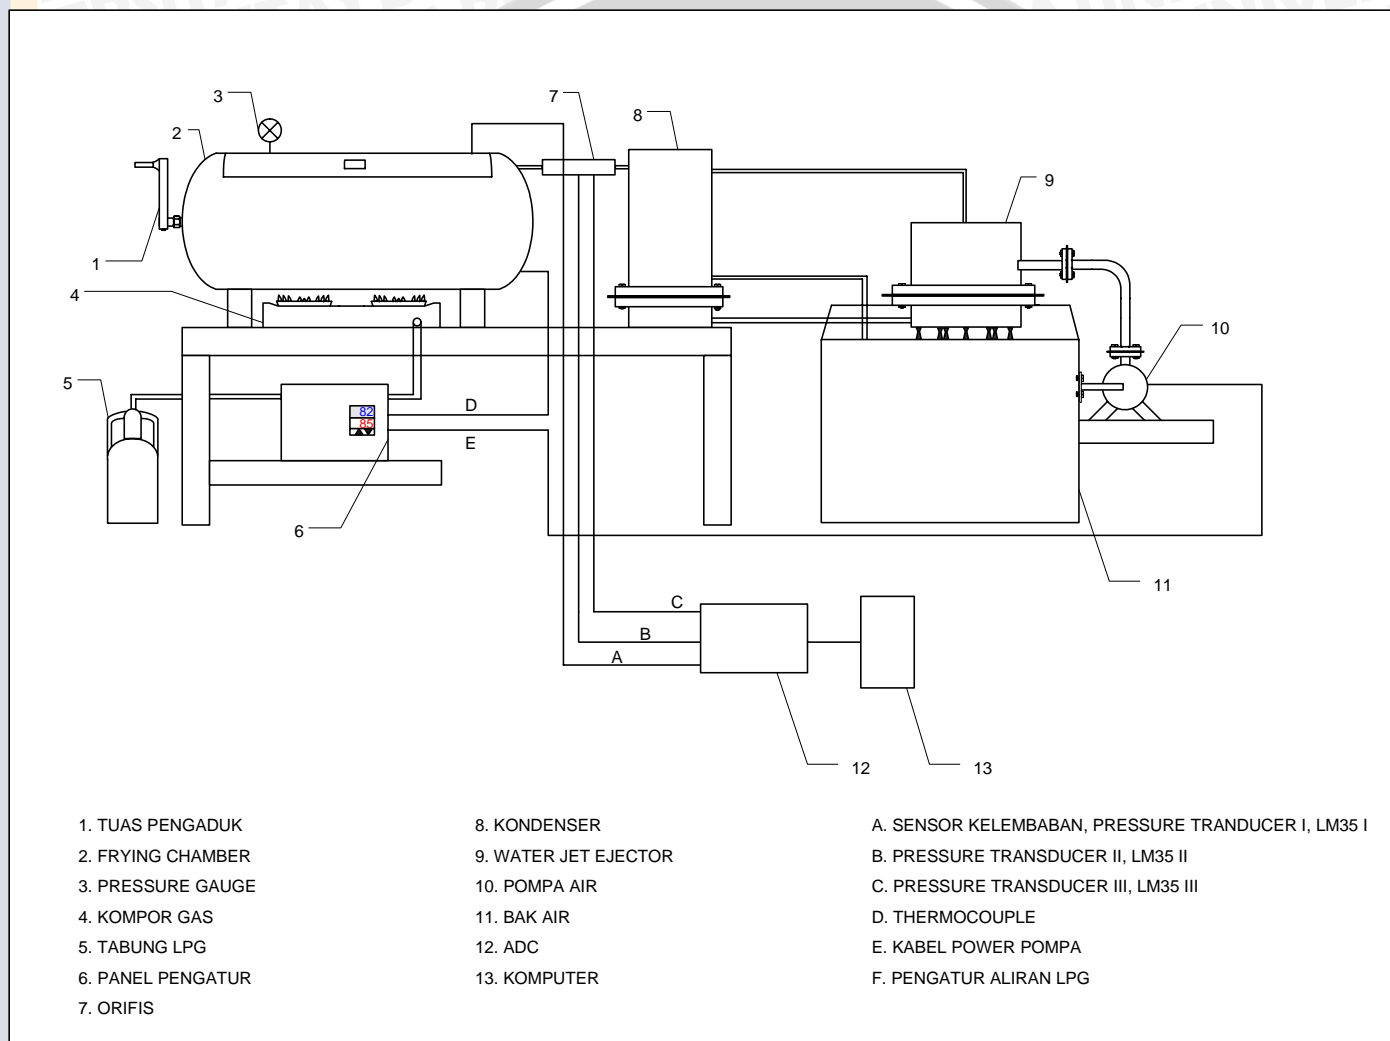 3
7
8
2
9
1
4
10
5
82
85
D
E
6
11
C
B
A
12
13
1. TUAS PENGADUK
2. FRYING CHAMBER
3. PRESSURE GAUGE
4. KOMPOR GAS
5. TABUNG LPG
6. PANEL PENGATUR
7. ORIFIS
8. KONDENSER
9. WATER JET EJECTOR
10. POMPA AIR
11. BAK AIR
12. ADC
13. KOMPUTER
A. SENSOR KELEMBABAN, PRESSURE TRANDUCER I, LM35 I
B. PRESSURE TRANSDUCER II, LM35 II
C. PRESSURE TRANSDUCER III, LM35 III
D. THERMOCOUPLE
E. KABEL POWER POMPA
F. PENGATUR ALIRAN LPG